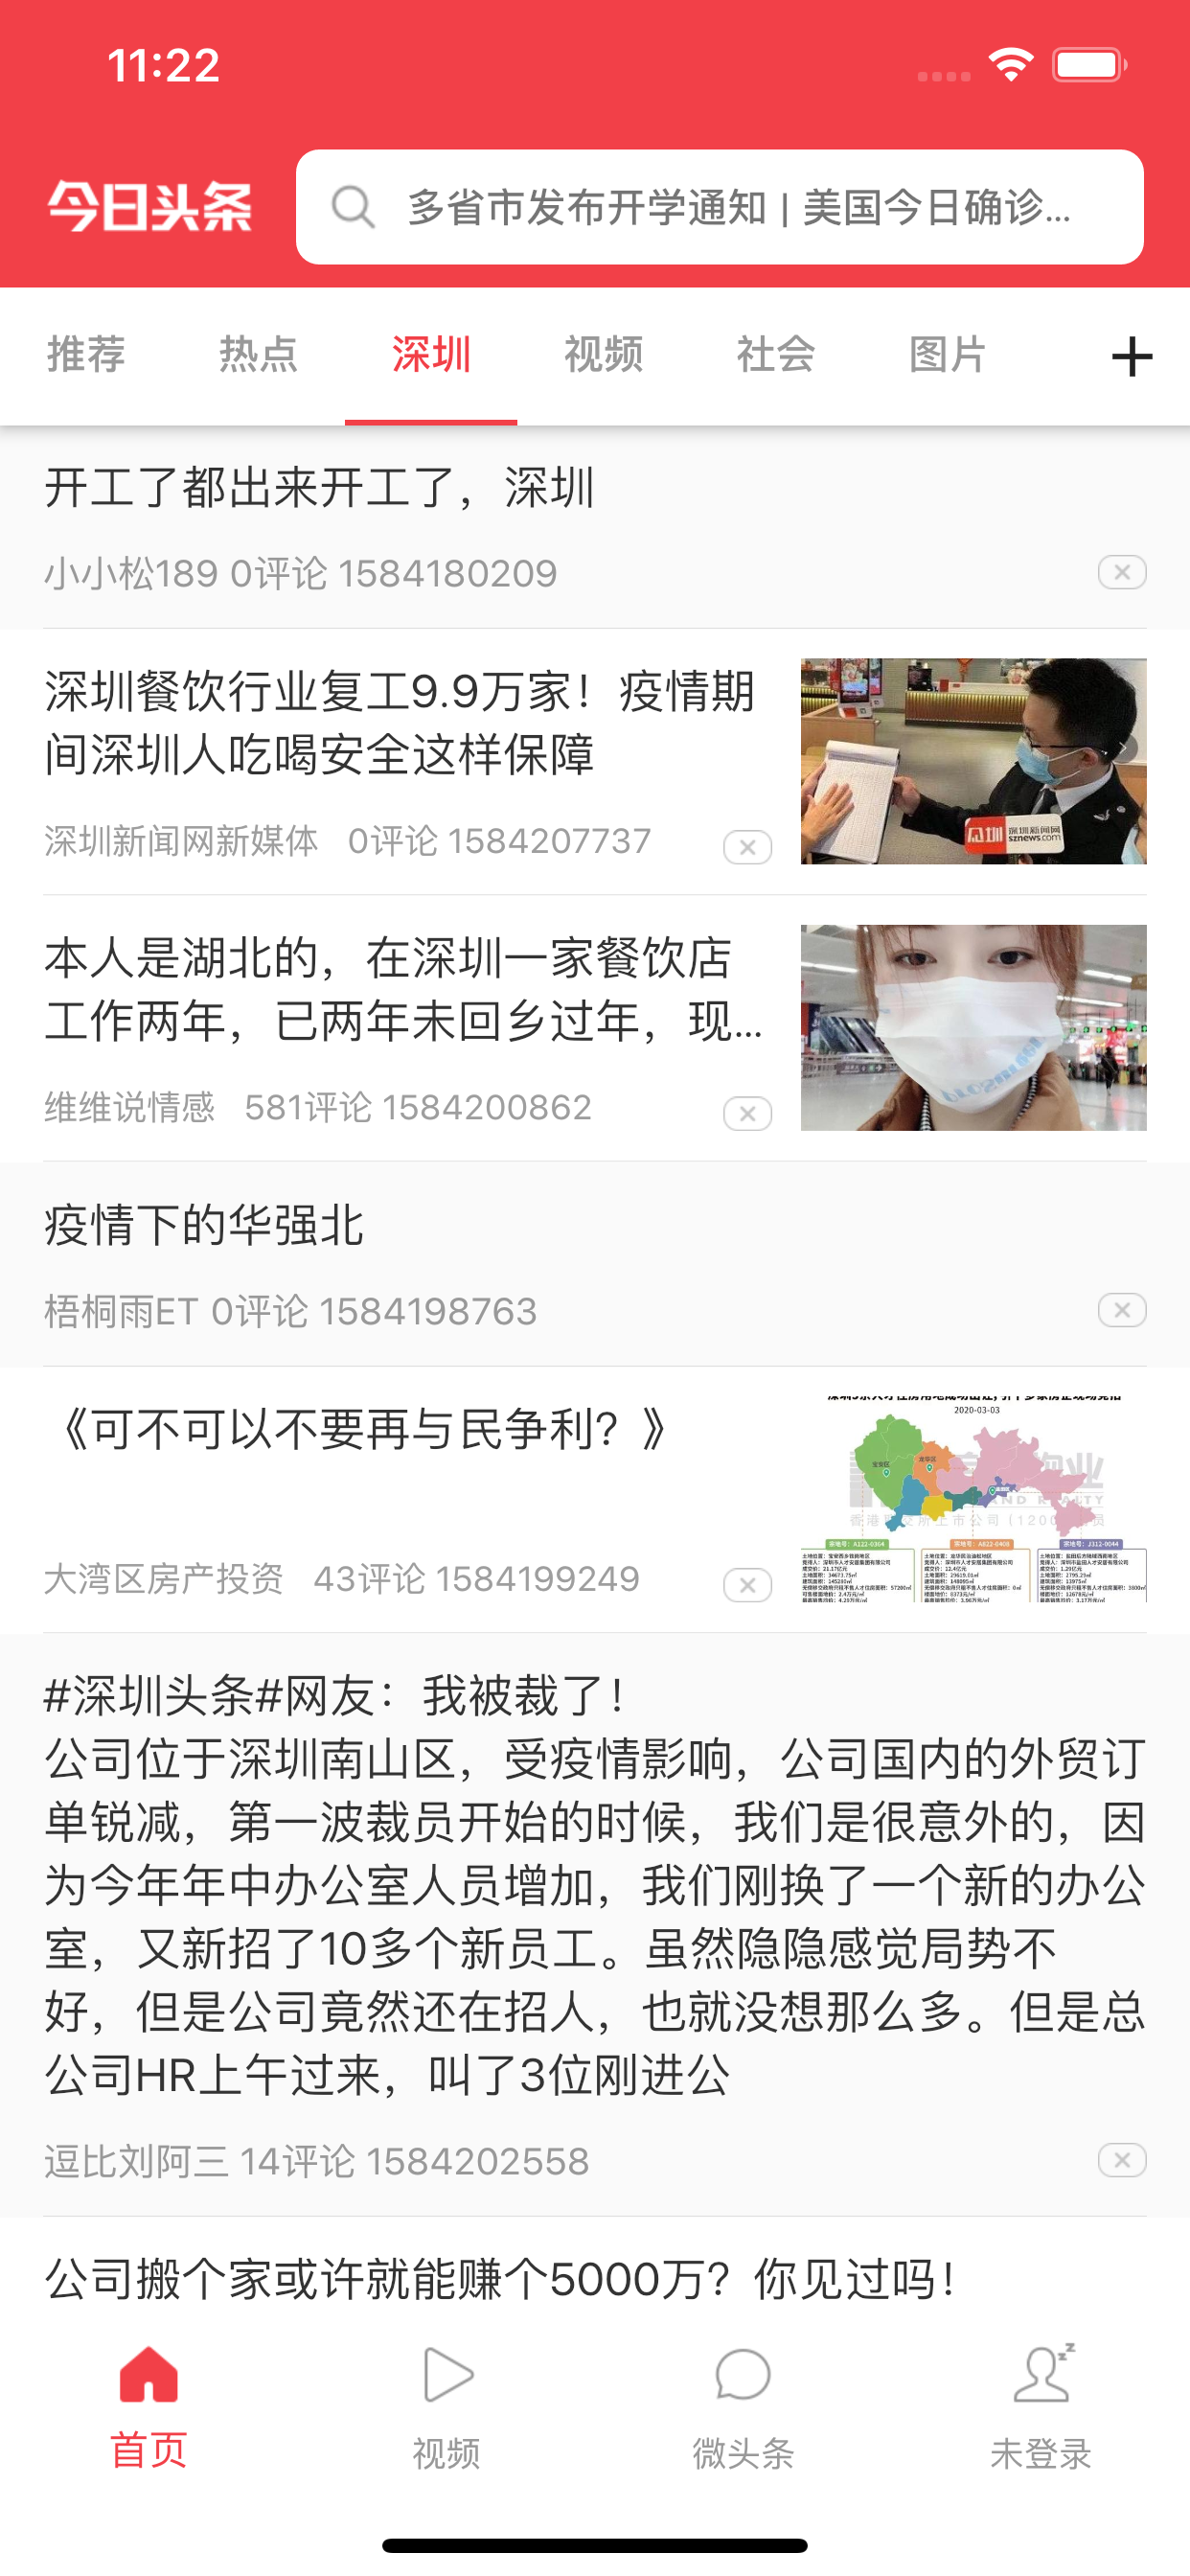 11:22
今日头条
多省市发布开学通知 | 美国今日确诊...
推荐 热点 深圳 视频 社会 图片
开工了都出来开工了，深圳
小小松189 0评论 1584180209
深圳餐饮行业复工9.9万家！疫情期
间深圳人吃喝安全这样保障
深圳新闻网新媒体 0评论 1584207737
深圳新闻网
sznews.com
本人是湖北的，在深圳一家餐饮店
工作两年，已两年未回乡过年，现...
维维说情感 581评论 1584200862
疫情下的华强北
梧桐雨ET 0评论 1584198763
《可不可以不要再与民争利？》
大湾区房产投资 43评论 1584199249
2020-03-03
#深圳头条#网友：我被裁了！
公司位于深圳南山区，受疫情影响，公司国内的外贸订
单锐减，第一波裁员开始的时候，我们是很意外的，因
为今年年中办公室人员增加，我们刚换了一个新的办公
室，又新招了10多个新员工。虽然隐隐感觉局势不
好，但是公司竟然还在招人，也就没想那么多。但是总
公司HR上午过来，叫了3位刚进公
逗比刘阿三 14评论 1584202558
公司搬个家或许就能赚个5000万？你见过吗！
首页 视频 微头条 未登录